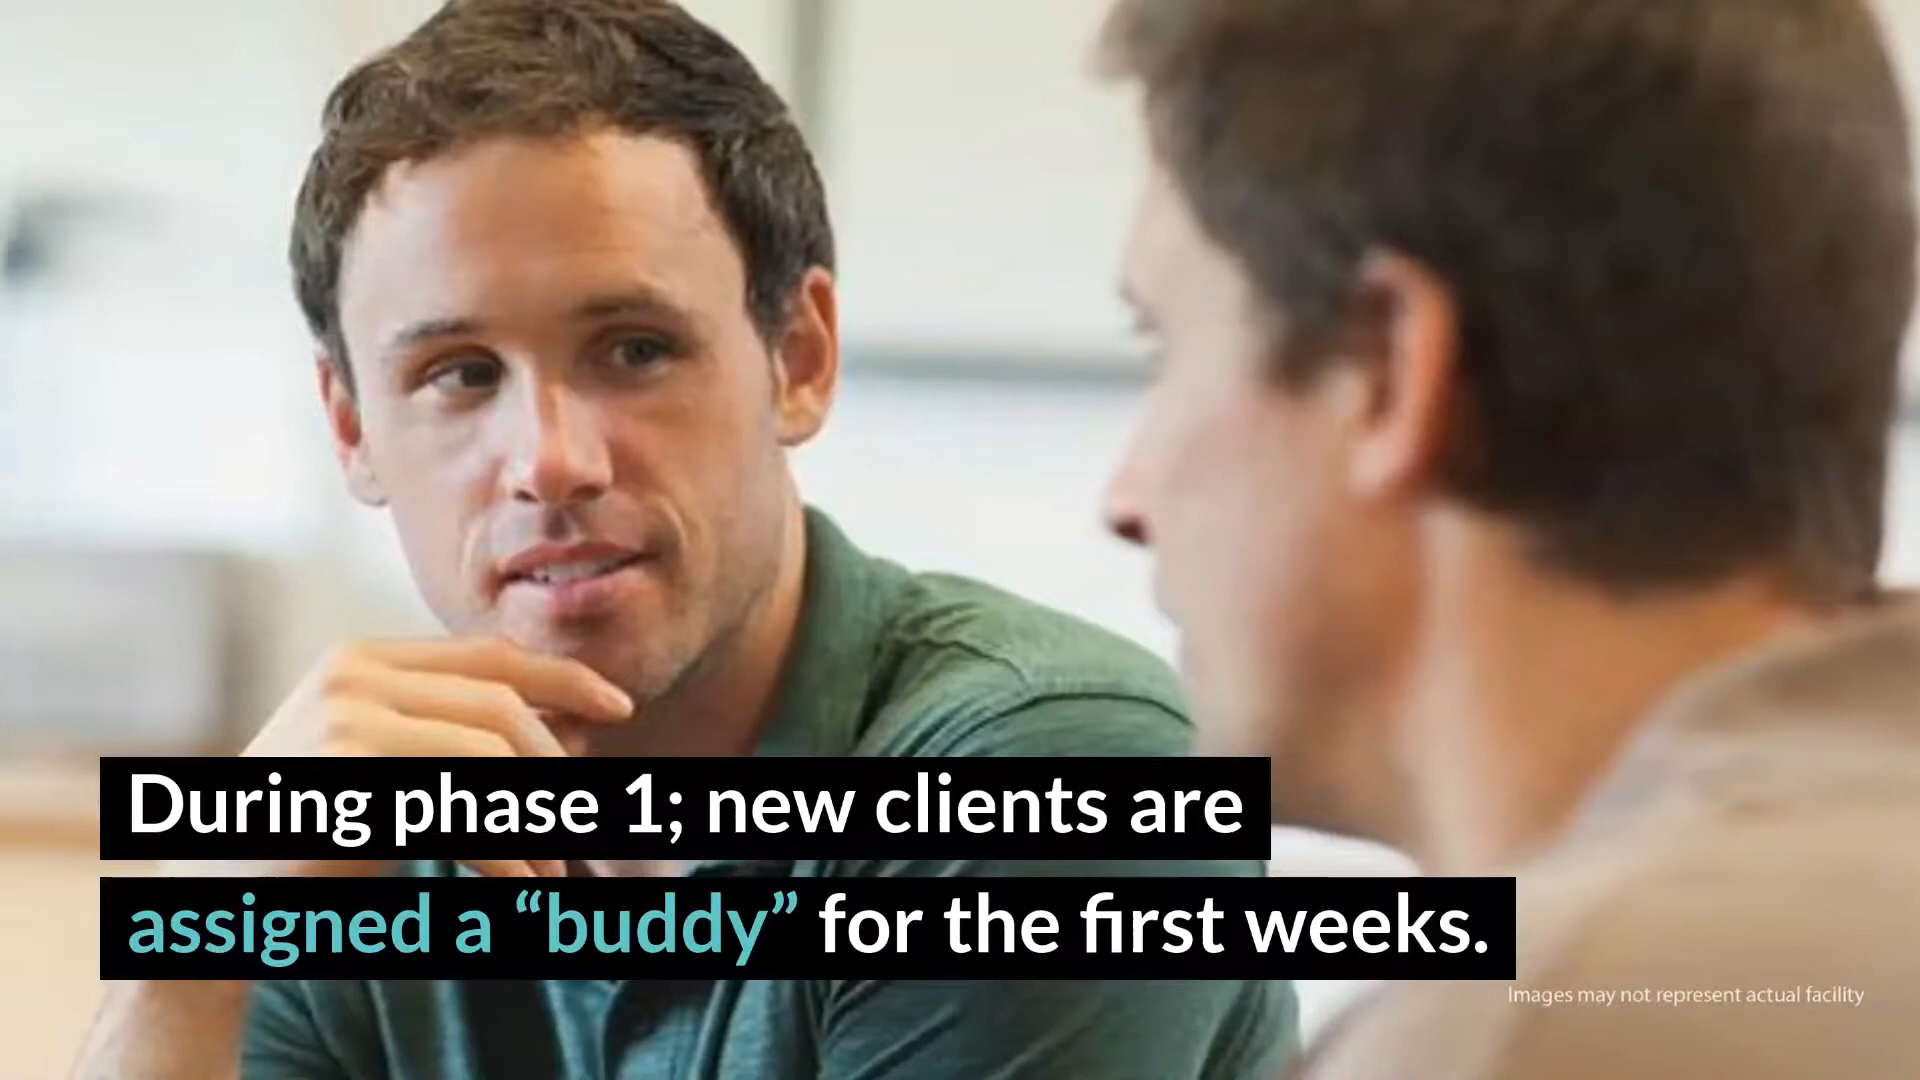 During phase 1; new clients are
assigned a “buddy” for the first weeks.
Images may not represent actual facility